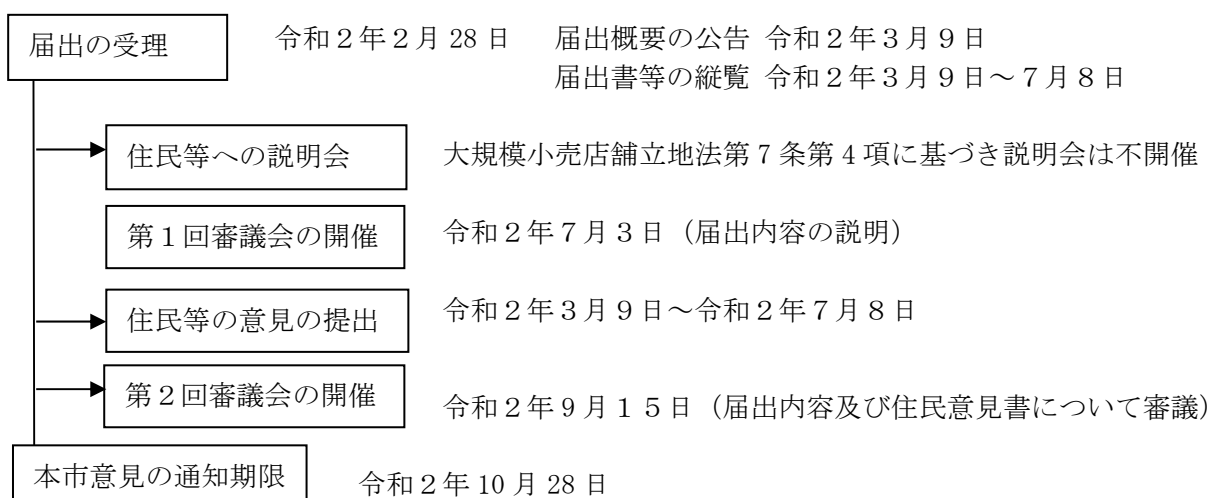 届出の受理 令和２年２月 28 日 届出概要の公告 令和２年３月９日
届出書等の縦覧 令和２年３月９日～７月８日
住民等への説明会 大規模小売店舗立地法第 7 条第 4 項に基づき説明会は不開催
第１回審議会の開催 令和２年７月３日（届出内容の説明）
住民等の意見の提出 令和２年３月９日～令和２年７月８日
第２回審議会の開催 令和２年９月１５日（届出内容及び住民意見書について審議）
本市意見の通知期限 令和２年 10 月 28 日